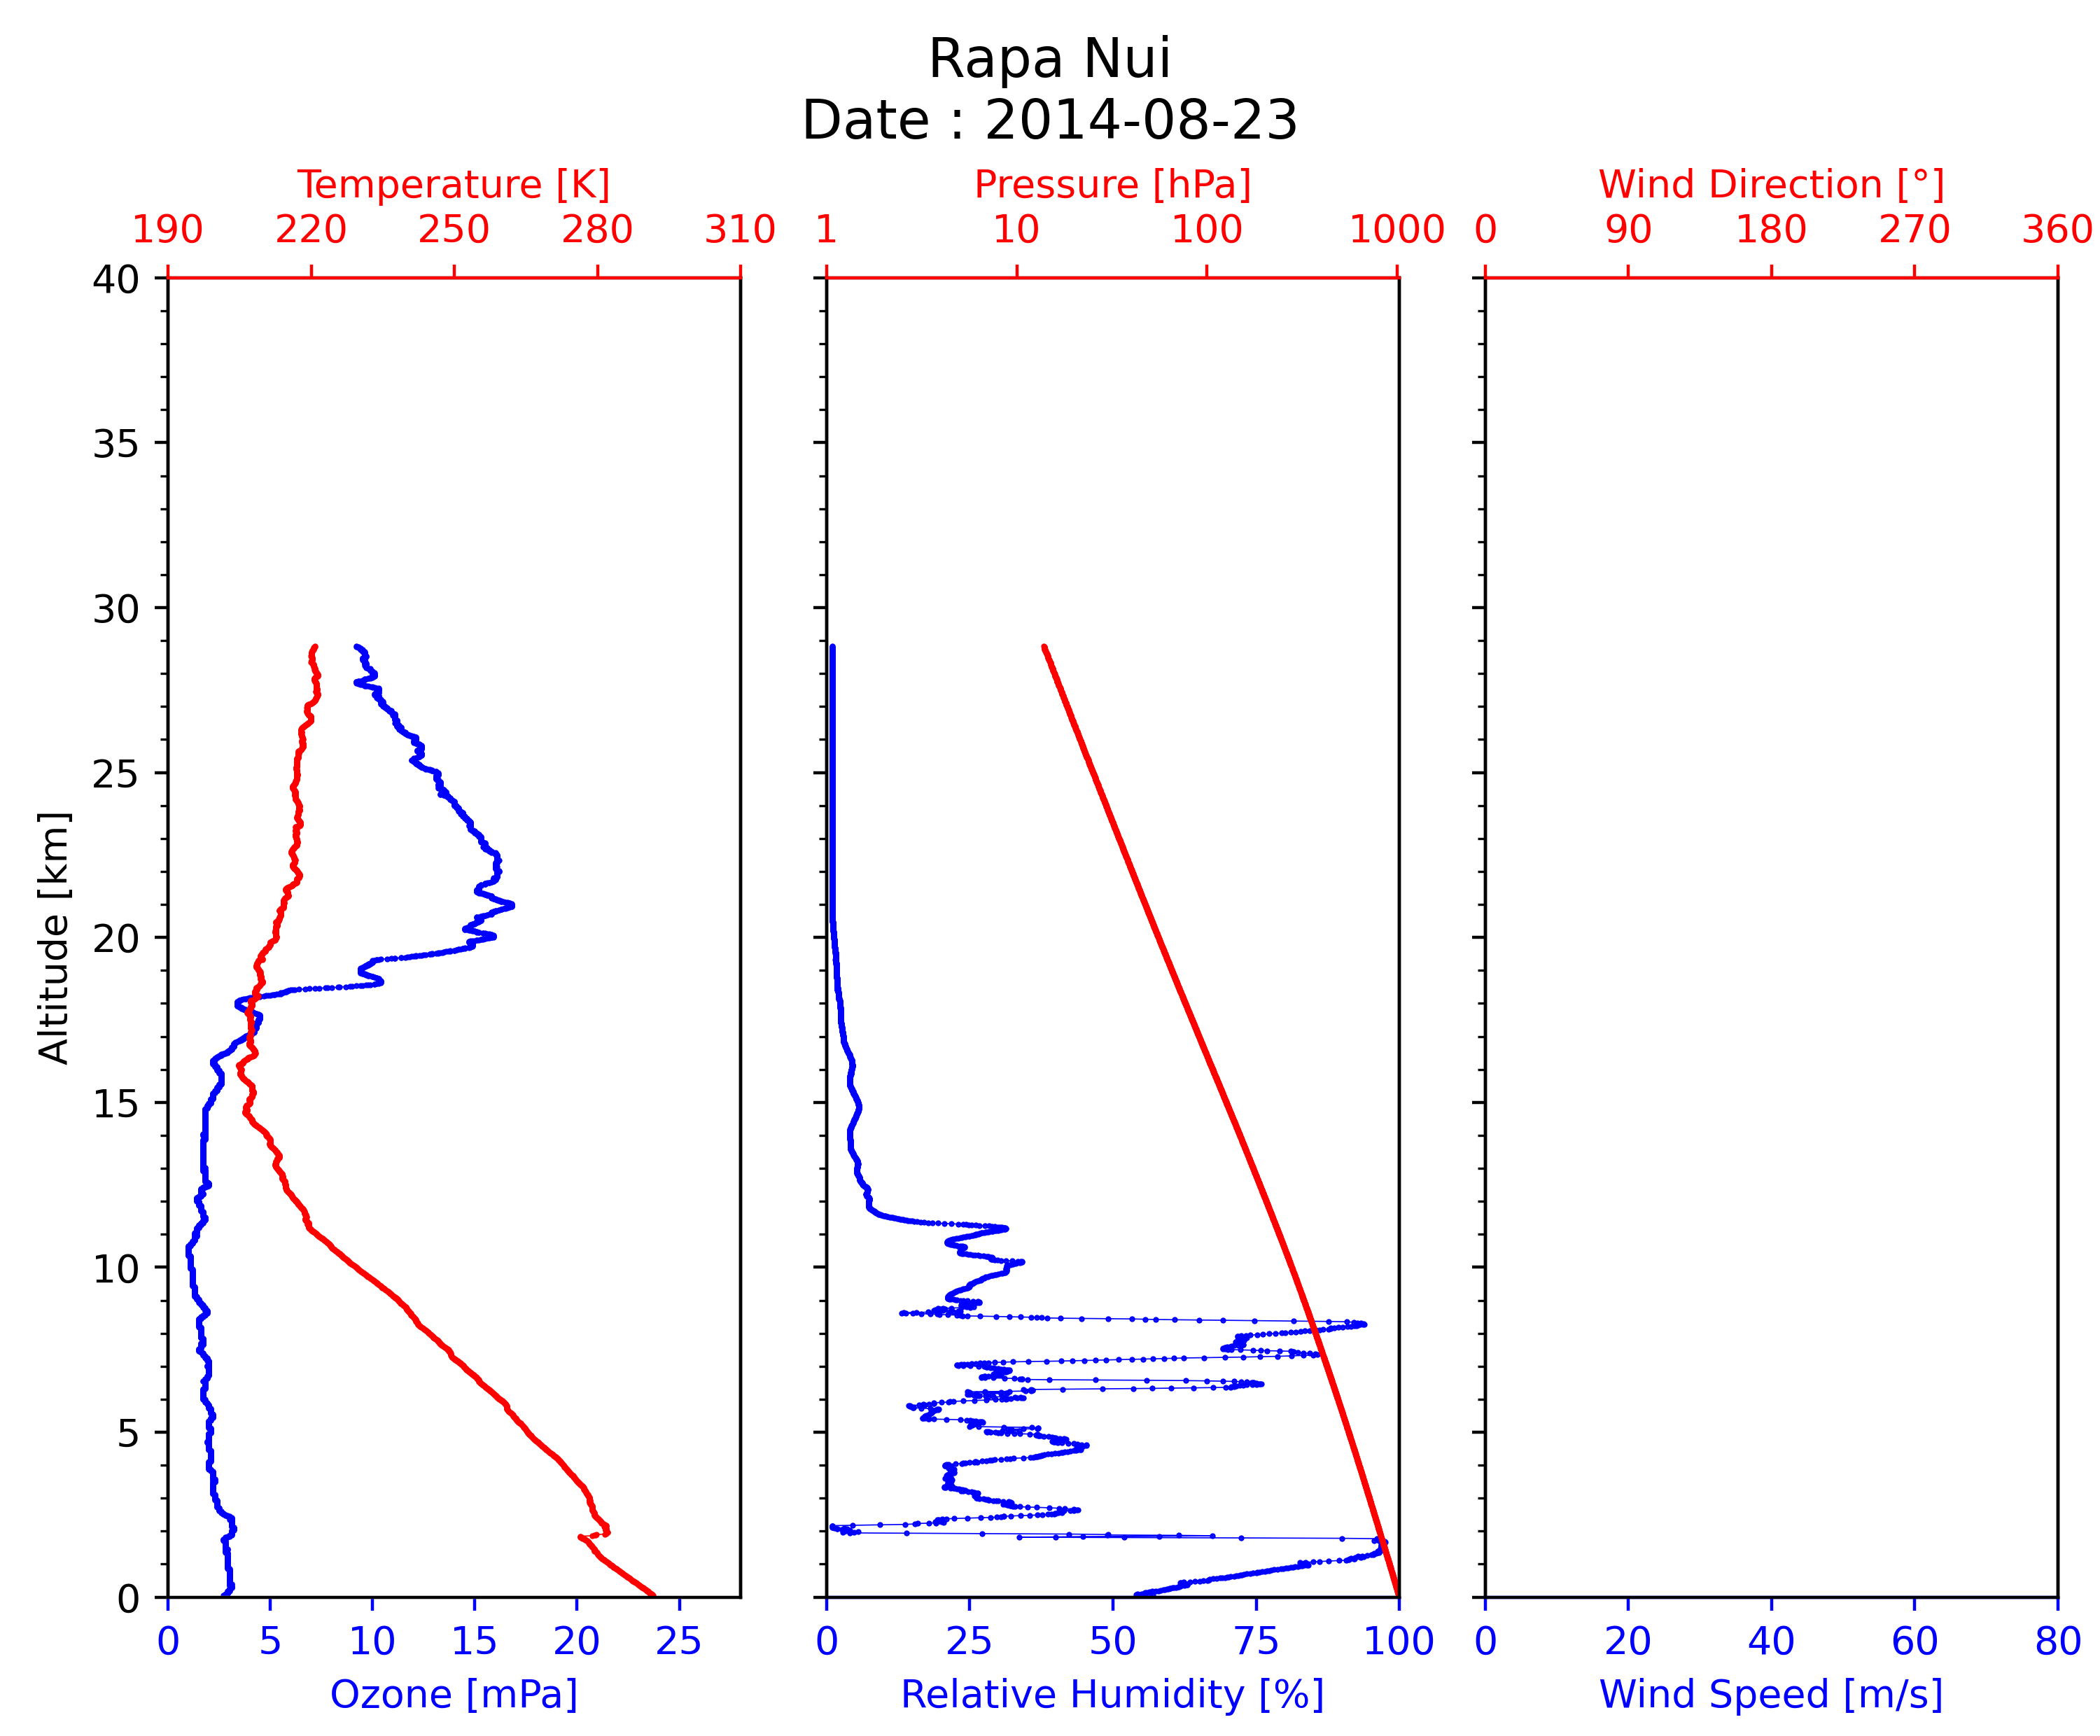 Rapa Nui
Date : 2014-08-23
Temperature [K]
190 220 250 280 310
Pressure [hPa]
1 10 100 1000
Wind Direction [°]
0 90 180 270 360
40
35
30
25
20
15
10
5
0
Altitude [km]
0 5 10 15 20 25
Ozone [mPa]
0 25 50 75 100
Relative Humidity [%]
0 20 40 60 80
Wind Speed [m/s]